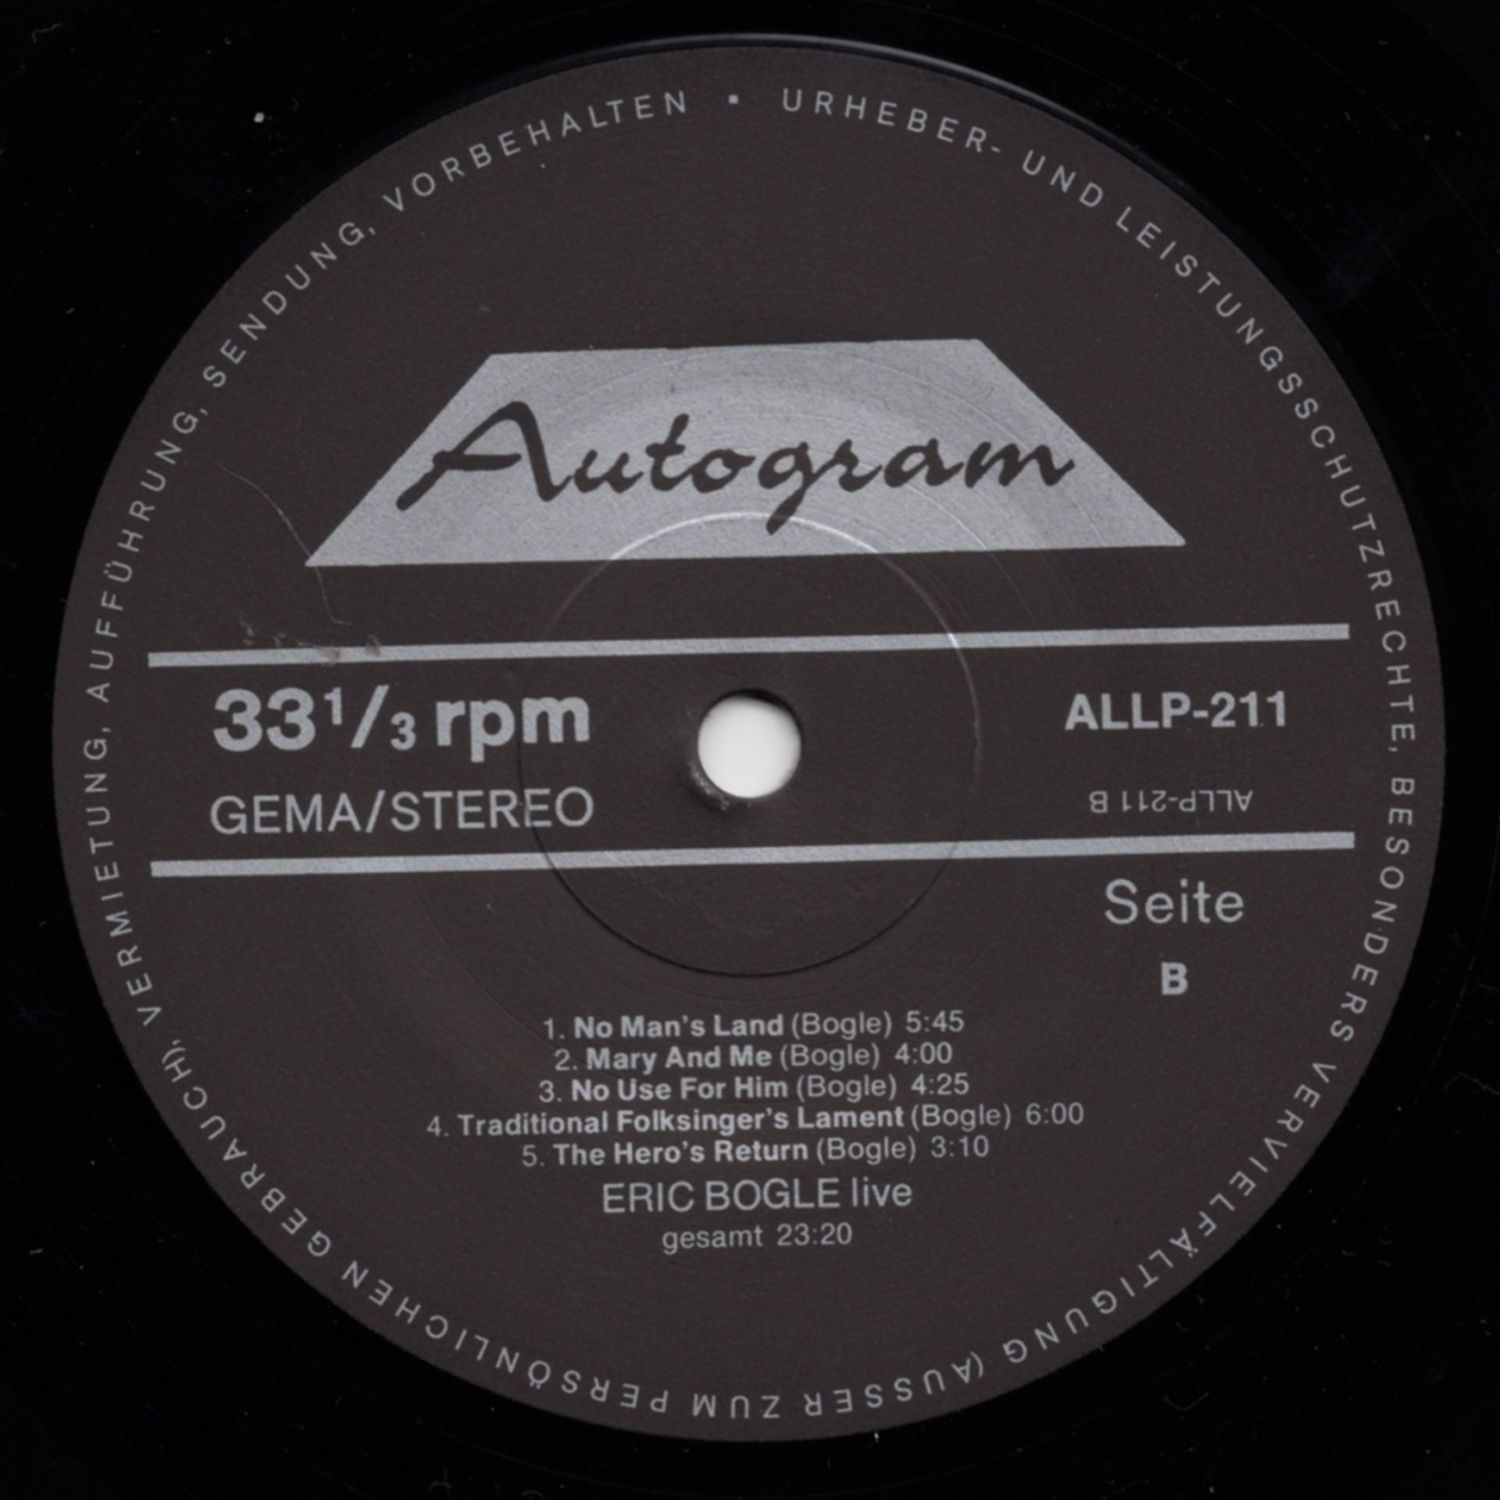 URHEBER- UND LEISTUNGSSCHUTZRECHTE, BESONDERS VERVIELFÄLTIGUNG (AUSSER ZUM PERSÖNLICHEN GEBRAUCH), VERMIETUNG, AUFFÜHRUNG, SENDUNG, VORBEHALTEN ▪
Autogram
33 1/3 rpm
ALLP-211
GEMA/STEREO
ALLP-211 B
Seite
B
1. No Man's Land (Bogle) 5:45
2. Mary And Me (Bogle) 4:00
3. No Use For Him (Bogle) 4:25
4. Traditional Folksinger's Lament (Bogle) 6:00
5. The Hero's Return (Bogle) 3:10
ERIC BOGLE live
gesamt 23:20